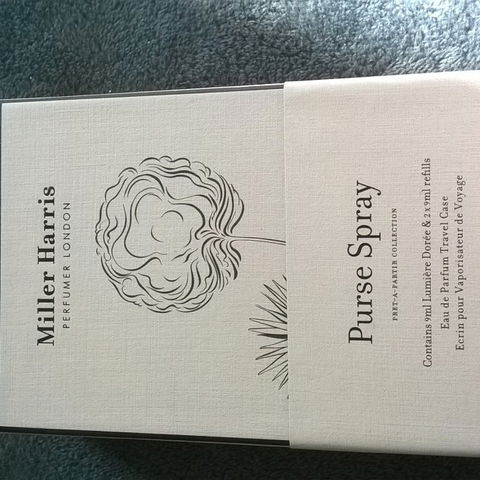 Miller Harris
PERFUMER LONDON
Purse Spray
PRET-A-PARTIR COLLECTION
Contains 9ml Lumière Dorée & 2 x 9ml refills
Eau de Parfum Travel Case
Ecrin pour Vaporisateur de Voyage